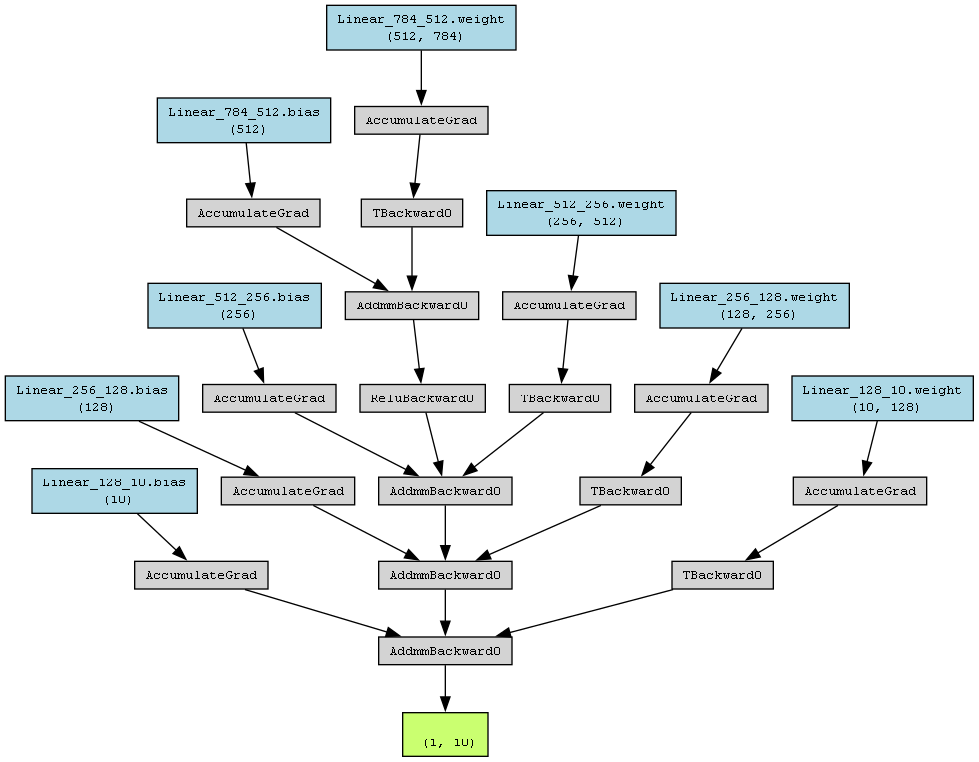 Linear_784_512.weight
(512, 784)
Linear_784_512.bias
(512)
AccumulateGrad
AccumulateGrad
TBackward0
Linear_512_256.weight
(256, 512)
Linear_512_256.bias
(256)
AddmmBackward0
AccumulateGrad
Linear_256_128.weight
(128, 256)
Linear_256_128.bias
(128)
AccumulateGrad
ReluBackward0
TBackward0
AccumulateGrad
Linear_128_10.weight
(10, 128)
Linear_128_10.bias
(10)
AccumulateGrad
AddmmBackward0
TBackward0
AccumulateGrad
AccumulateGrad
AddmmBackward0
TBackward0
AddmmBackward0
(1, 10)